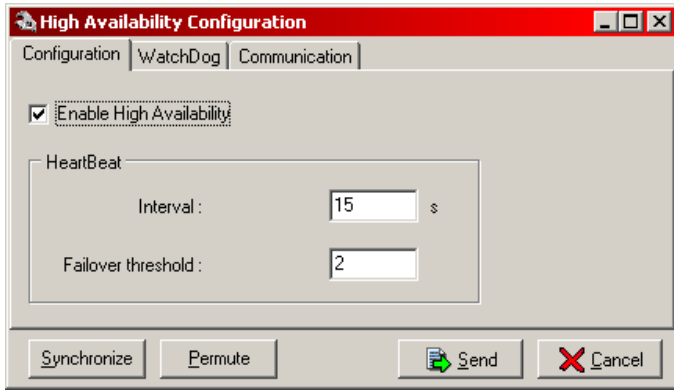 High Availability Configuration
Configuration WatchDog Communication
Enable High Availability
HeartBeat
Interval : 15 s
Failover threshold : 2
Synchronize Permute Send Cancel